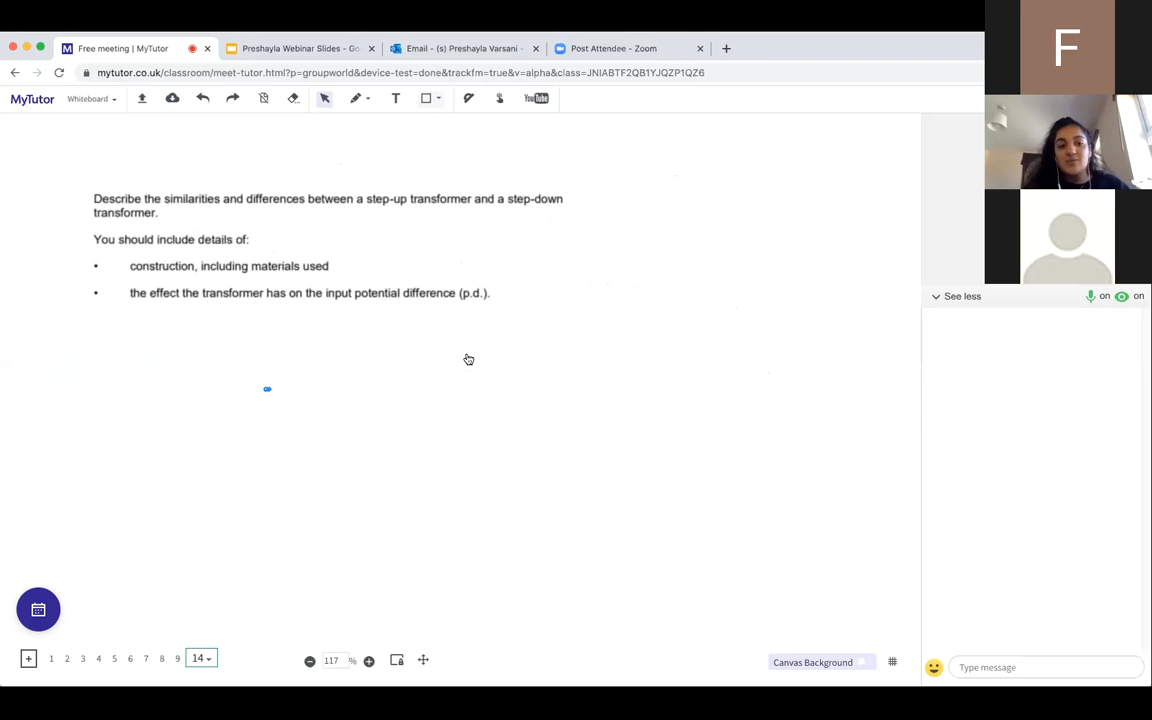 Free meeting | MyTutor
Preshayla Webinar Slides - Go
Email - (s) Preshayla Varsani -
Post Attendee - Zoom
mytutor.co.uk/classroom/meet-tutor.html?p=groupworld&device-test=done&trackfm=true&v=alpha&class=JNIABTF2QB1YJQZP1QZ6
MyTutor Whiteboard T YouTube
F
Describe the similarities and differences between a step-up transformer and a step-down
transformer.
You should include details of:
• construction, including materials used
• the effect the transformer has on the input potential difference (p.d.).
See less on on
1 2 3 4 5 6 7 8 9 14
117 %
Canvas Background
Type message